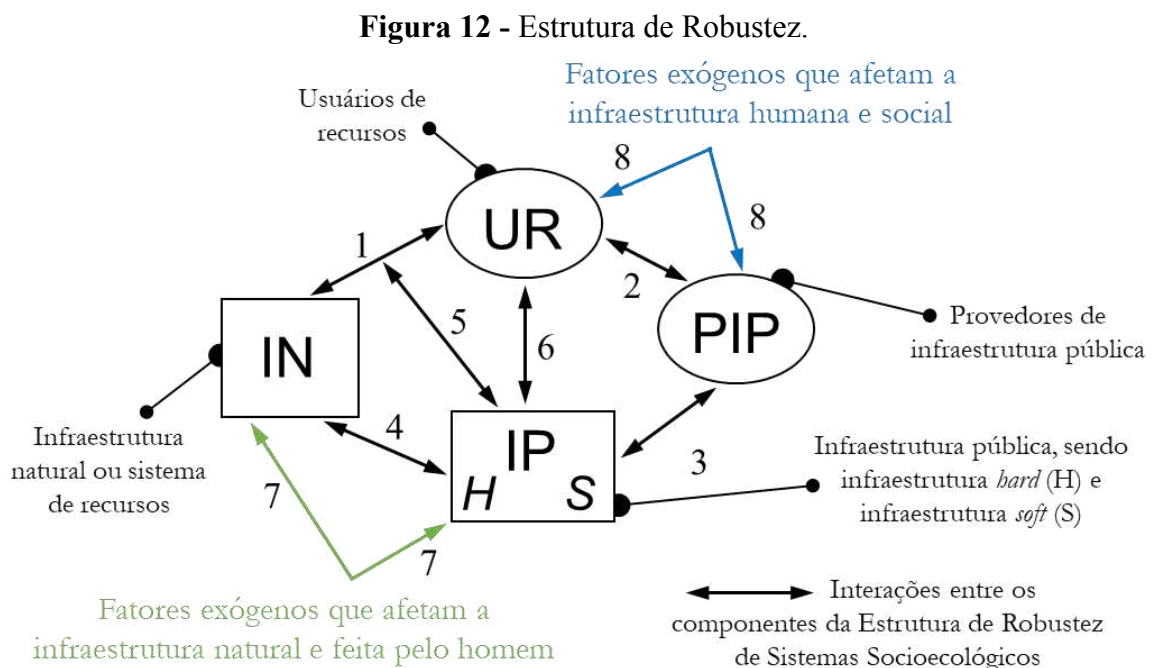 Figura 12 - Estrutura de Robustez.
Fatores exógenos que afetam a
infraestrutura humana e social
Usuários de
recursos
8
8
UR
1
2
5
6
PIP
Provedores de
infraestrutura pública
IN
4
IP
H S
3
Infraestrutura
natural ou sistema
de recursos
Infraestrutura pública, sendo
infraestrutura hard (H) e
infraestrutura soft (S)
7
7
Fatores exógenos que afetam a
infraestrutura natural e feita pelo homem
Interações entre os
componentes da Estrutura de Robustez
de Sistemas Socioecológicos